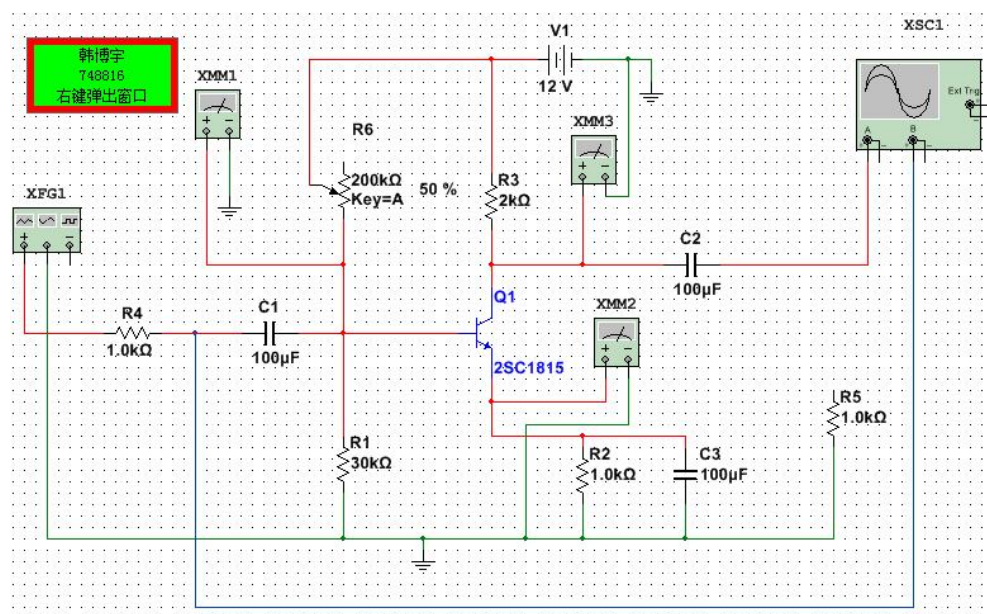 韩博宇
748816
右键弹出窗口
XMM1
V1
12 V
XSC1
Ext Trig
A
B
XMM3
R6
200kΩ
Key=A
50 %
R3
2kΩ
XFG1
C2
100µF
Q1
2SC1815
XMM2
R4
1.0kΩ
C1
100µF
R5
1.0kΩ
R1
30kΩ
R2
1.0kΩ
C3
100µF